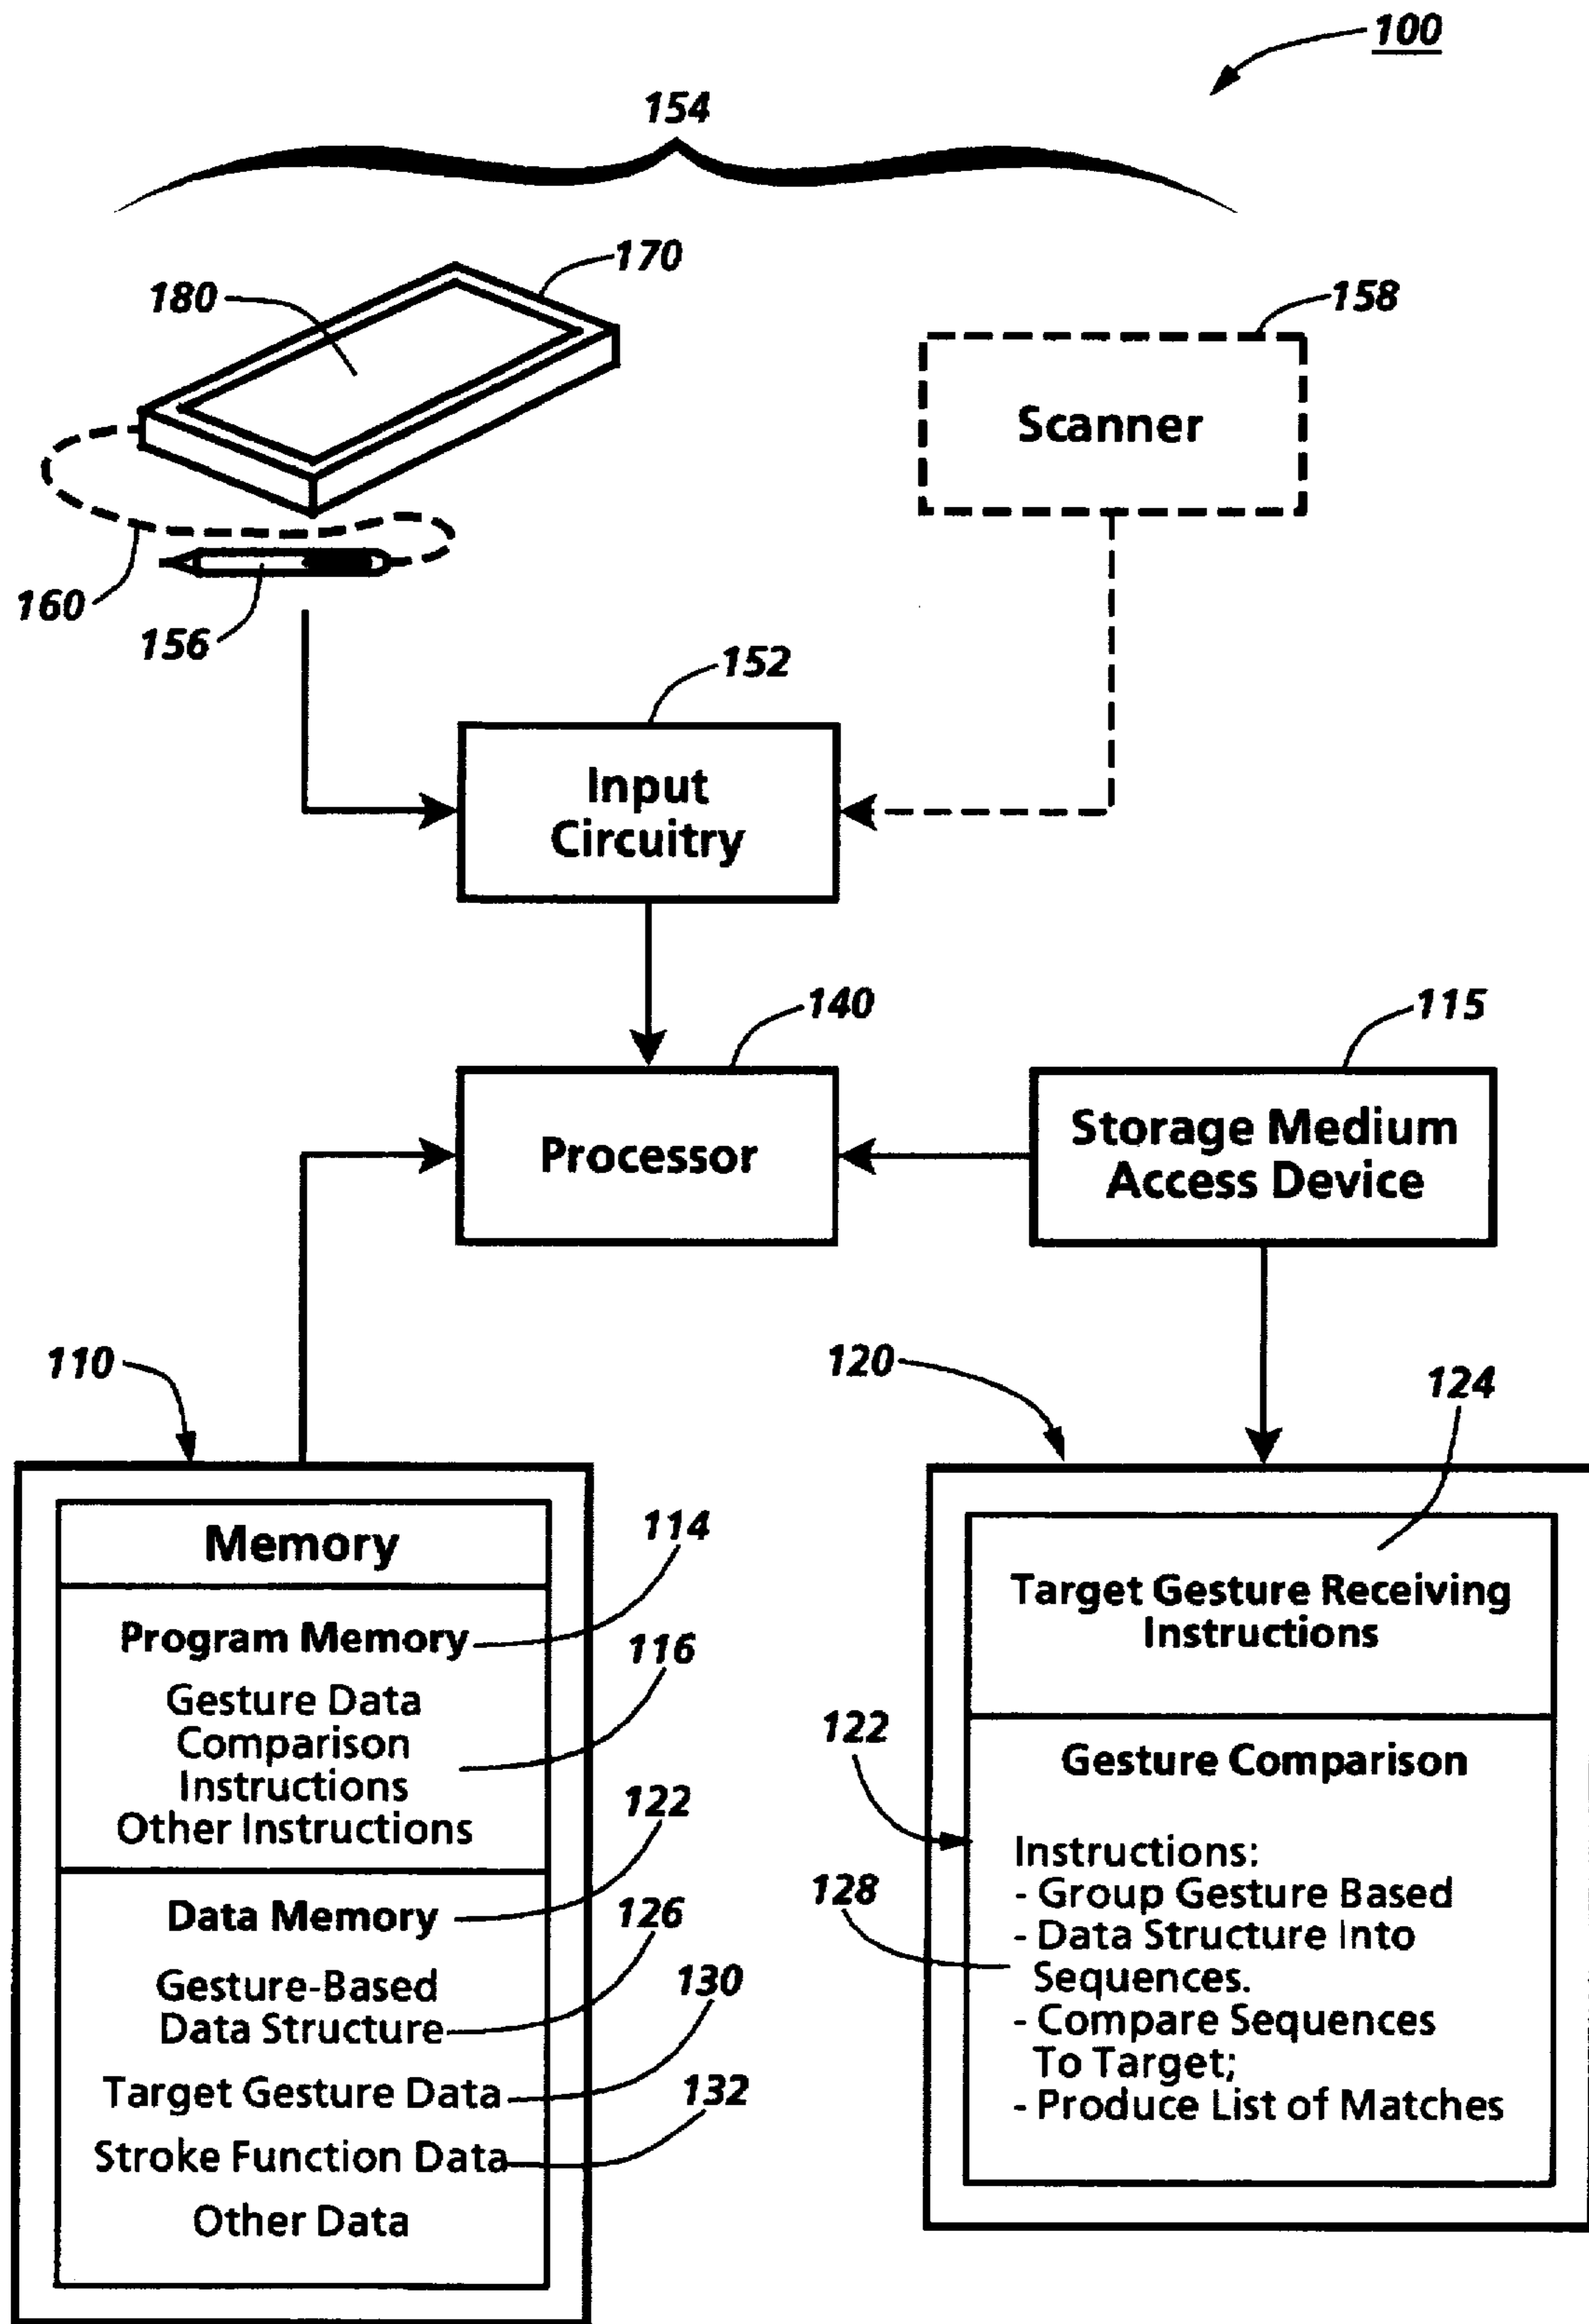 100
154
170
180
158
Scanner
160
156
152
Input
Circuitry
140
115
Processor
Storage Medium
Access Device
110
120
124
Memory
114
Program Memory
116
Gesture Data
Comparison
Instructions
Other Instructions
122
Data Memory
126
Gesture-Based
Data Structure
130
Target Gesture Data
132
Stroke Function Data
Other Data
Target Gesture Receiving
Instructions
122
Gesture Comparison
Instructions:
128
- Group Gesture Based
- Data Structure Into
Sequences.
- Compare Sequences
To Target;
- Produce List of Matches